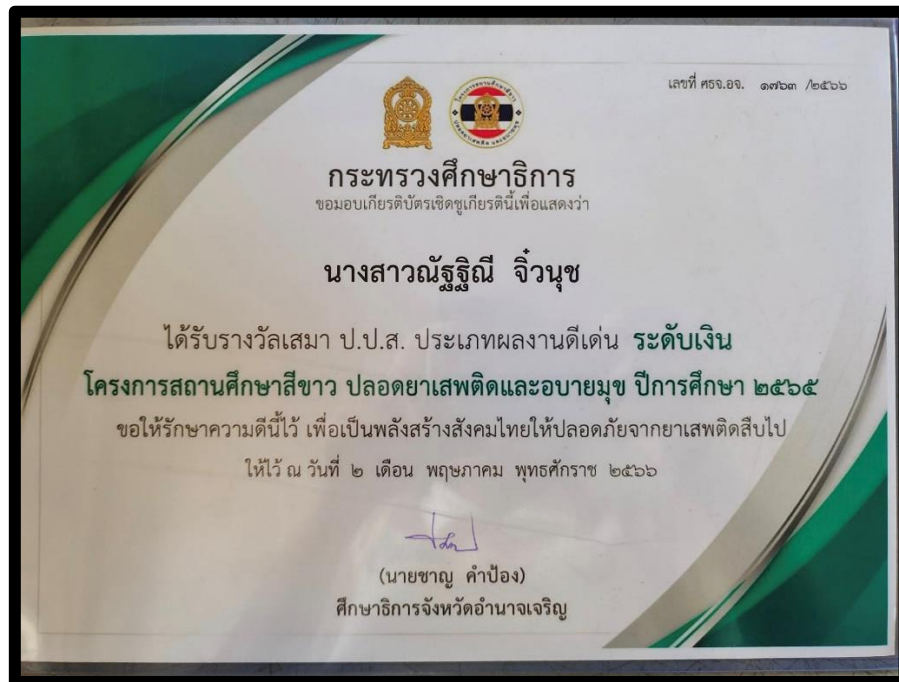 เลขที่ ศธจ.อจ. ๑๗๖๓ /๒๕๖๖
กระทรวงศึกษาธิการ
ขอมอบเกียรติบัตรเชิดชูเกียรตินี้เพื่อแสดงว่า
นางสาวณัฐฐิณี จิ๋วนุช
ได้รับรางวัลเสมา ป.ป.ส. ประเภทผลงานดีเด่น ระดับเงิน
โครงการสถานศึกษาสีขาว ปลอดยาเสพติดและอบายมุข ปีการศึกษา ๒๕๖๕
ขอให้รักษาความดีนี้ไว้ เพื่อเป็นพลังสร้างสังคมไทยให้ปลอดภัยจากยาเสพติดสืบไป
ให้ไว้ ณ วันที่ ๒ เดือน พฤษภาคม พุทธศักราช ๒๕๖๖
(นายชาญ คำป้อง)
ศึกษาธิการจังหวัดอำนาจเจริญ